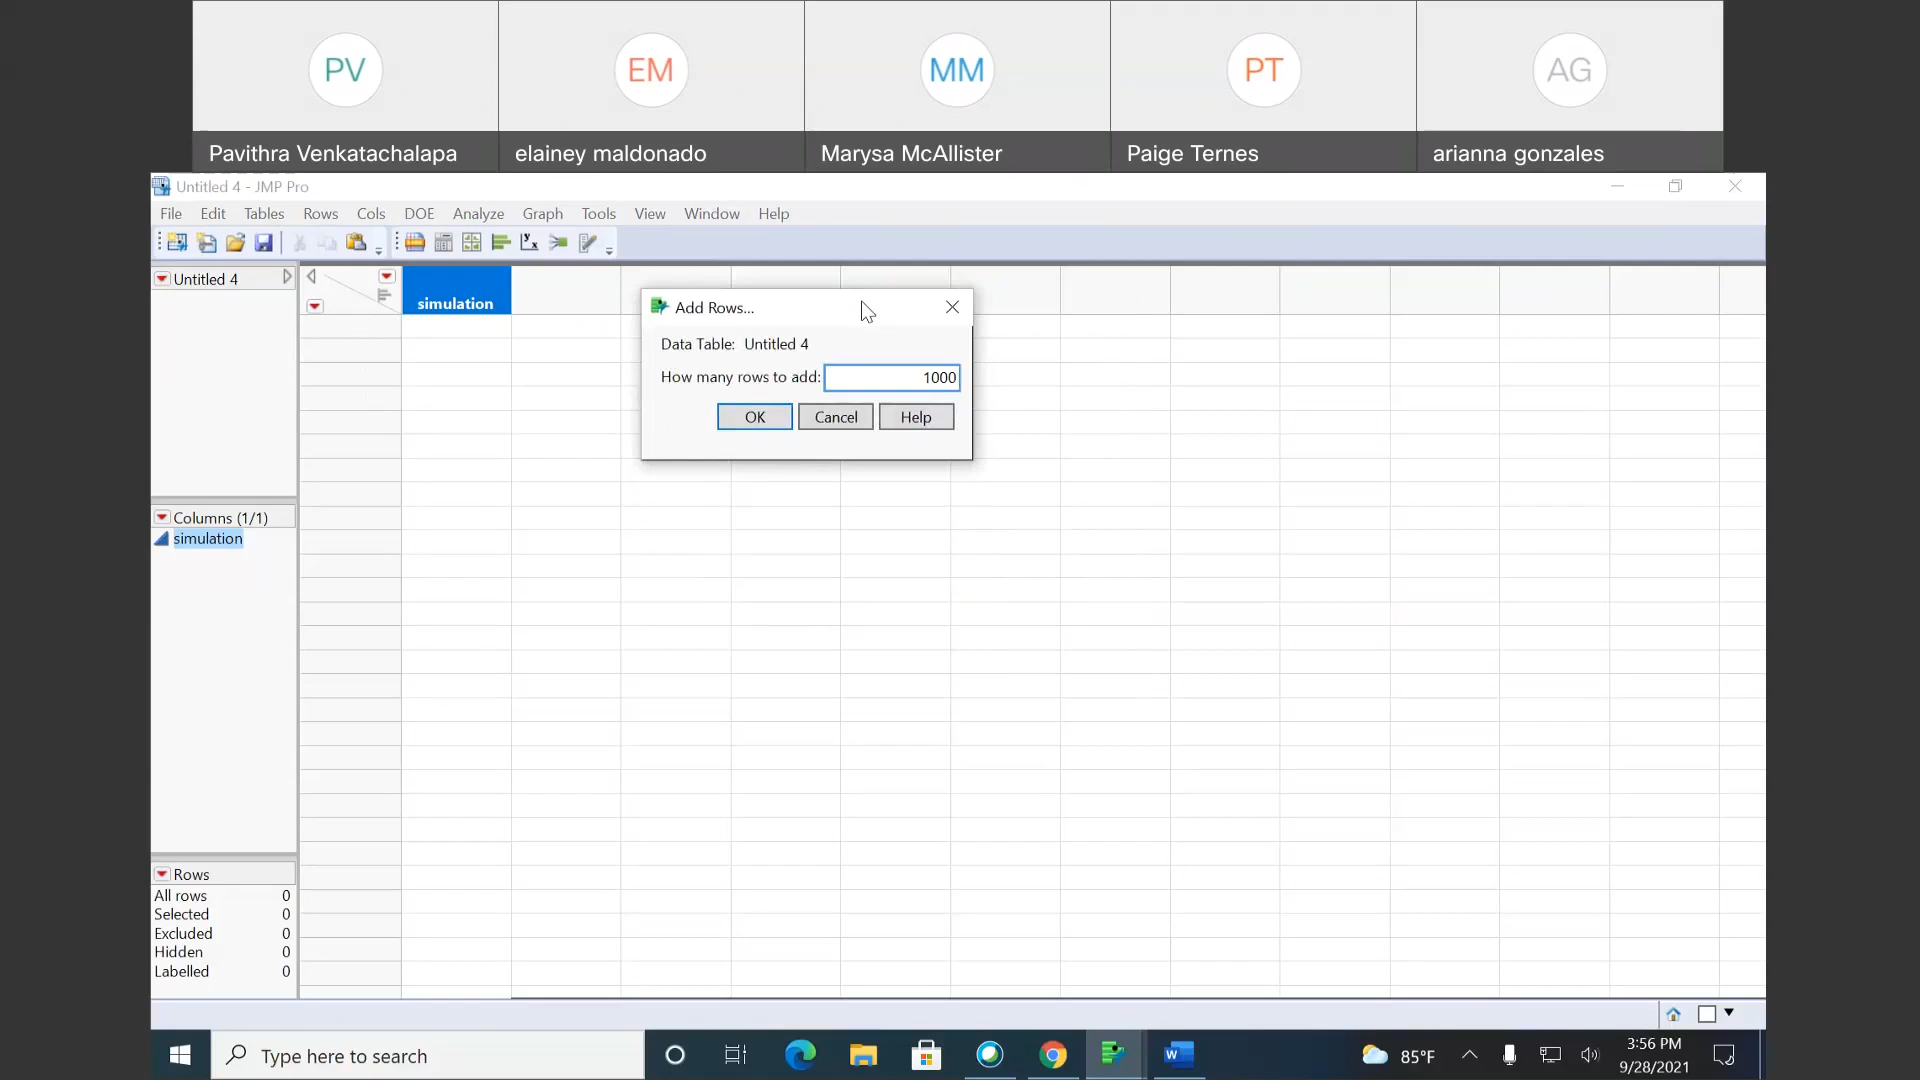 PV
EM
MM
PT
AG
Pavithra Venkatachalapa
elainey maldonado
Marysa McAllister
Paige Ternes
arianna gonzales
Untitled 4 - JMP Pro
File Edit Tables Rows Cols DOE Analyze Graph Tools View Window Help
Untitled 4
simulation
Add Rows...
Data Table: Untitled 4
How many rows to add: 1000
OK Cancel Help
Columns (1/1)
simulation
Rows
All rows 0
Selected 0
Excluded 0
Hidden 0
Labelled 0
Type here to search
85°F
3:56 PM
9/28/2021